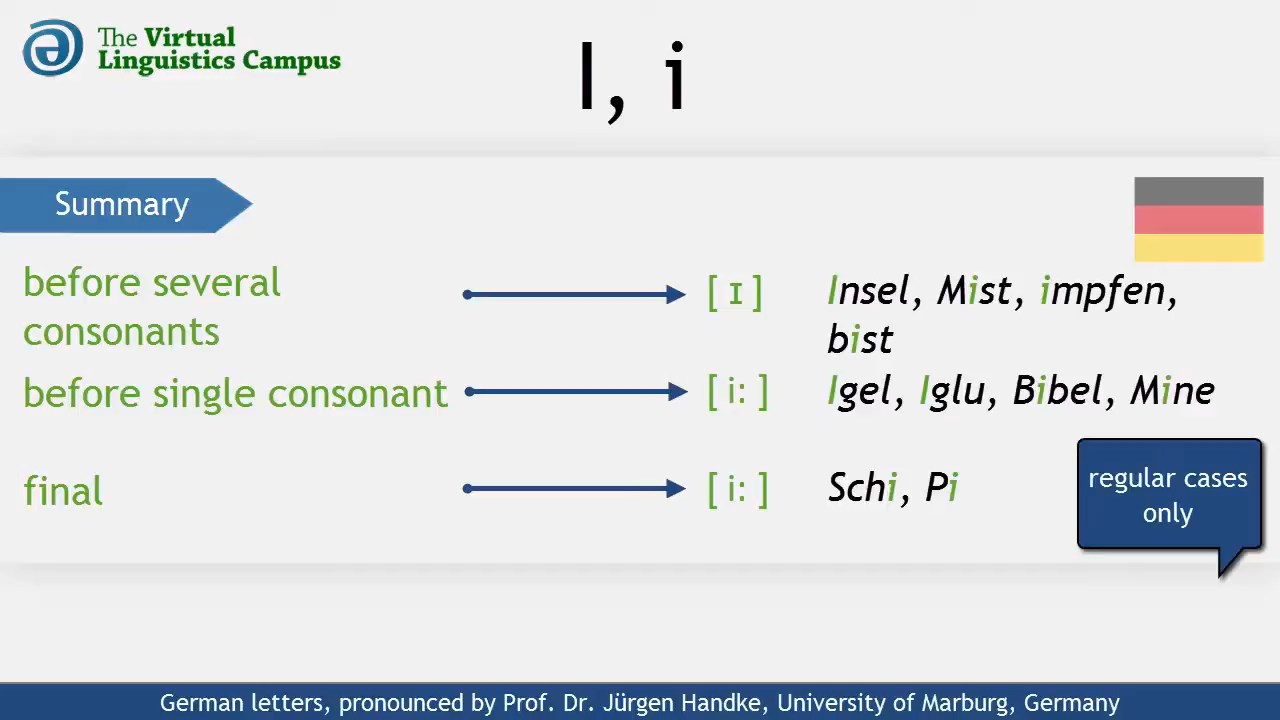 The Virtual
Linguistics Campus
I, i
Summary
before several
consonants
[ ɪ ]
Insel, Mist, impfen,
bist
before single consonant
[ i: ]
Igel, Iglu, Bibel, Mine
final
[ i: ]
Schi, Pi
regular cases
only
German letters, pronounced by Prof. Dr. Jürgen Handke, University of Marburg, Germany